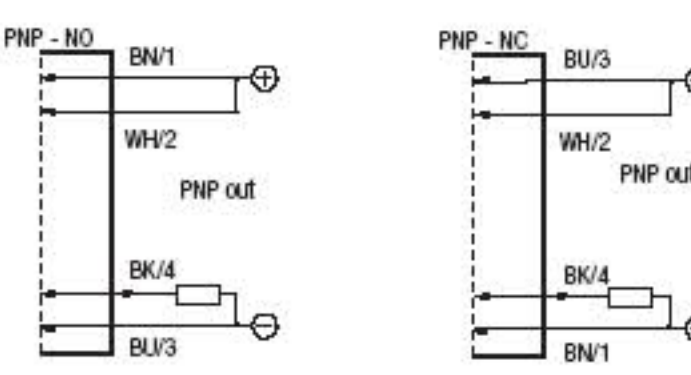 PNP - NO
BN/1
+
WH/2
PNP out
BK/4
−
BU/3
PNP - NC
BU/3
WH/2
PNP out
BK/4
BN/1